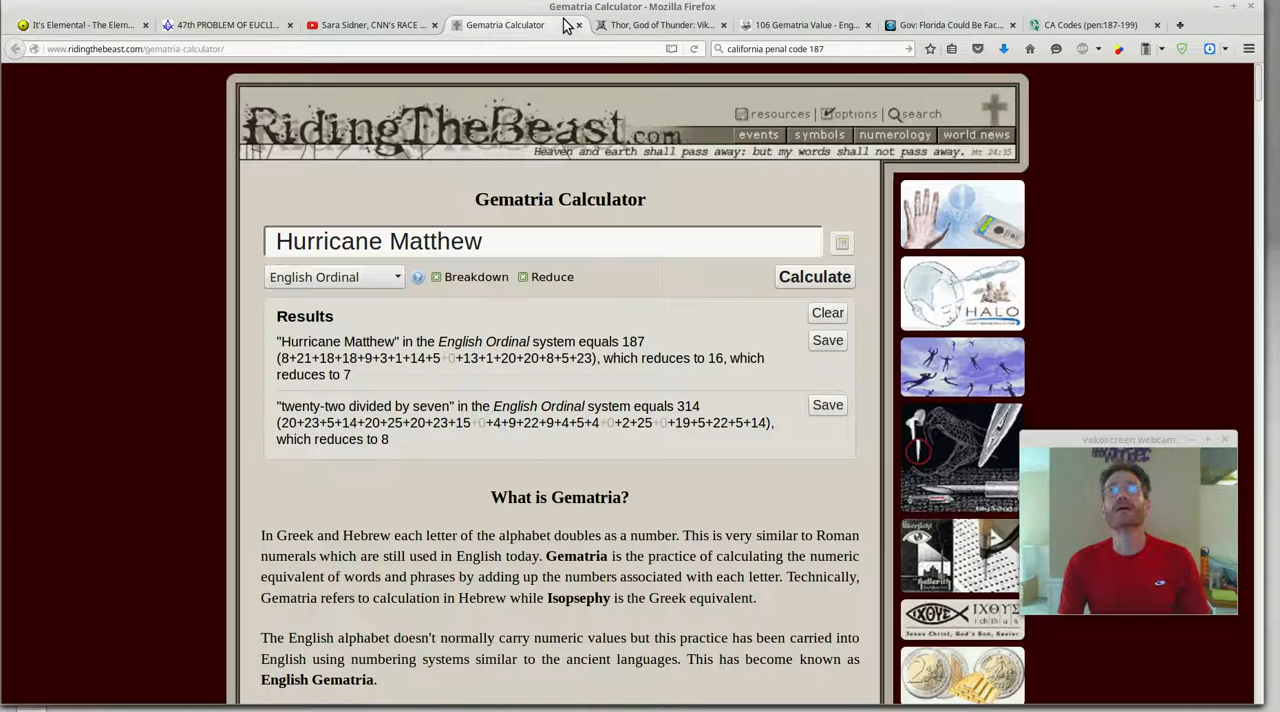 Gematria Calculator - Mozilla Firefox
It's Elemental - The Elem...
47th PROBLEM OF EUCLI...
Sara Sidner, CNN's RACE ...
Gematria Calculator
Thor, God of Thunder: Vik...
106 Gematria Value - Eng...
Gov: Florida Could Be Fac...
CA Codes (pen:187-199)
www.ridingthebeast.com/gematria-calculator/
california penal code 187
RidingTheBeast.com
resources | options | search
events symbols numerology world news
Heaven and earth shall pass away: but my words shall not pass away. Mt 24:35
Gematria Calculator
Hurricane Matthew
English Ordinal Breakdown Reduce Calculate
Results Clear
"Hurricane Matthew" in the English Ordinal system equals 187 Save
(8+21+18+18+9+3+1+14+5+0+13+1+20+20+8+5+23), which reduces to 16, which
reduces to 7
"twenty-two divided by seven" in the English Ordinal system equals 314 Save
(20+23+5+14+20+25+20+23+15+0+4+9+22+9+4+5+4+0+2+25+0+19+5+22+5+14),
which reduces to 8
What is Gematria?
In Greek and Hebrew each letter of the alphabet doubles as a number. This is very similar to Roman
numerals which are still used in English today. Gematria is the practice of calculating the numeric
equivalent of words and phrases by adding up the numbers associated with each letter. Technically,
Gematria refers to calculation in Hebrew while Isopsephy is the Greek equivalent.
The English alphabet doesn't normally carry numeric values but this practice has been carried into
English using numbering systems similar to the ancient languages. This has become known as
English Gematria.
HALO
ΙΧΘΥΣ
i ch th u s
Jesus Christ, God's Son, Savior
vokoscreen webcam